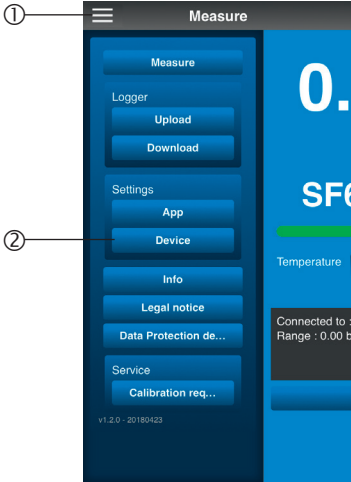 ①
Measure
Measure
Logger
Upload
Download
Settings
App
② Device
Info
Legal notice
Data Protection de...
Service
Calibration req...
v1.2.0 - 20180423
0.
SF6
Temperature
Connected to :
Range : 0.00 b